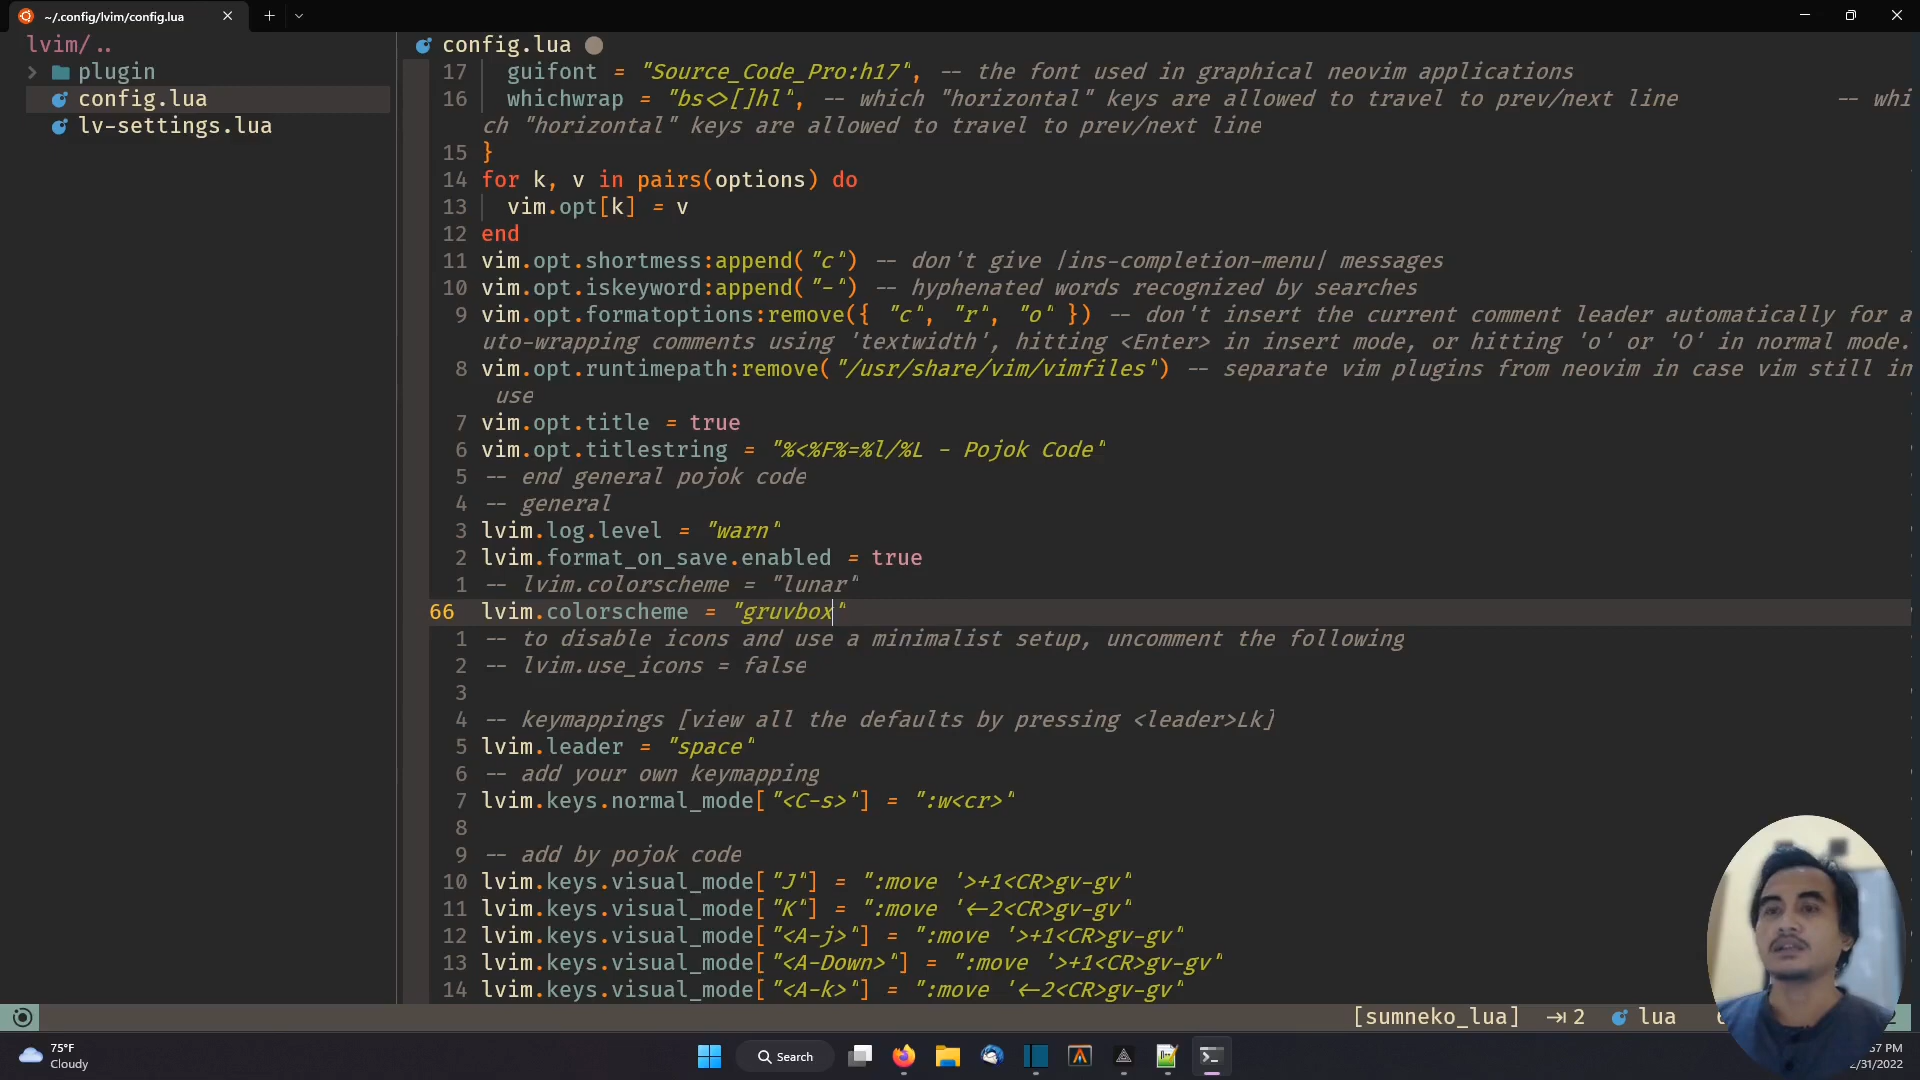 ~/.config/lvim/config.lua
lvim/..
plugin
config.lua
lv-settings.lua
config.lua
17 guifont = "Source_Code_Pro:h17", -- the font used in graphical neovim applications
16 whichwrap = "bs<>[]hl", -- which "horizontal" keys are allowed to travel to prev/next line -- whi
ch "horizontal" keys are allowed to travel to prev/next line
15 }
14 for k, v in pairs(options) do
13 vim.opt[k] = v
12 end
11 vim.opt.shortmess:append("c") -- don't give |ins-completion-menu| messages
10 vim.opt.iskeyword:append("-") -- hyphenated words recognized by searches
9 vim.opt.formatoptions:remove({ "c", "r", "o" }) -- don't insert the current comment leader automatically for a
uto-wrapping comments using 'textwidth', hitting <Enter> in insert mode, or hitting 'o' or 'O' in normal mode.
8 vim.opt.runtimepath:remove("/usr/share/vim/vimfiles") -- separate vim plugins from neovim in case vim still in
use
7 vim.opt.title = true
6 vim.opt.titlestring = "%<%F%=%l/%L - Pojok Code"
5 -- end general pojok code
4 -- general
3 lvim.log.level = "warn"
2 lvim.format_on_save.enabled = true
1 -- lvim.colorscheme = "lunar"
66 lvim.colorscheme = "gruvbox"
1 -- to disable icons and use a minimalist setup, uncomment the following
2 -- lvim.use_icons = false
3
4 -- keymappings [view all the defaults by pressing <leader>Lk]
5 lvim.leader = "space"
6 -- add your own keymapping
7 lvim.keys.normal_mode["<C-s>"] = ":w<cr>"
8
9 -- add by pojok code
10 lvim.keys.visual_mode["J"] = ":move '>+1<CR>gv-gv"
11 lvim.keys.visual_mode["K"] = ":move '<-2<CR>gv-gv"
12 lvim.keys.visual_mode["<A-j>"] = ":move '>+1<CR>gv-gv"
13 lvim.keys.visual_mode["<A-Down>"] = ":move '>+1<CR>gv-gv"
14 lvim.keys.visual_mode["<A-k>"] = ":move '<-2<CR>gv-gv"
[sumneko_lua] 2 lua
75°F
Cloudy
Search
57 PM
2/31/2022